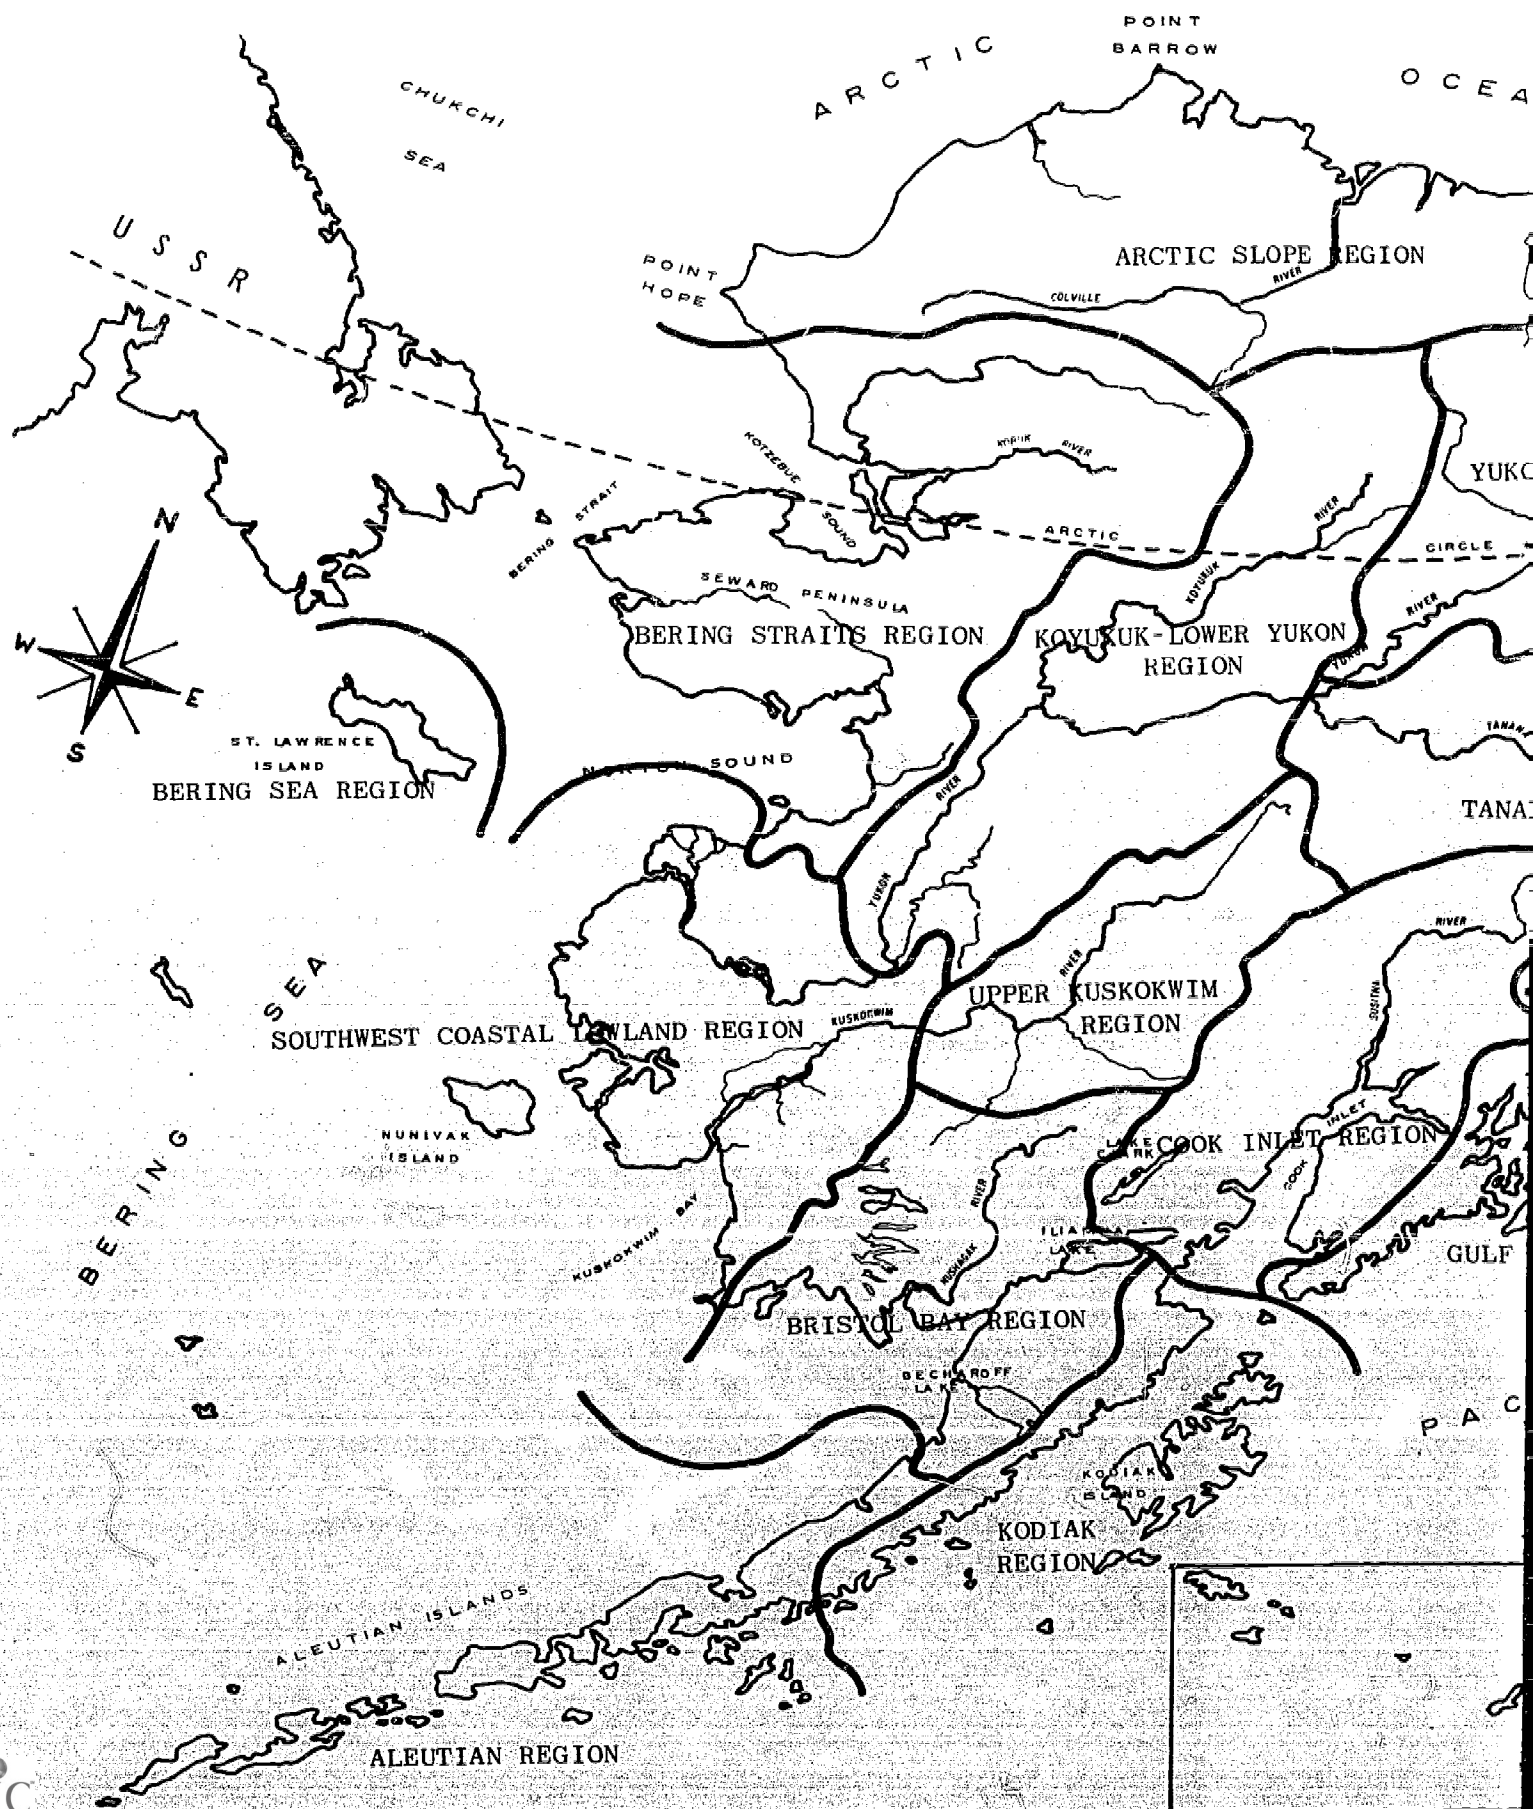 POINT
BARROW
ARCTIC
OCEA
CHUKCHI
SEA
USSR
POINT
HOPE
ARCTIC SLOPE REGION
COLVILLE
RIVER
KOTZEBUE
SOUND
KOBUK
RIVER
YUKO
BERING
STRAIT
ARCTIC
CIRCLE
RIVER
KOYUKUK
N
W
E
S
SEWARD PENINSULA
BERING STRAITS REGION
KOYUKUK-LOWER YUKON
REGION
RIVER
YUKON
TANANA
ST. LAWRENCE
ISLAND
BERING SEA REGION
NORTON SOUND
RIVER
YUKON
TANA
RIVER
SUSITNA
BERING
SEA
SOUTHWEST COASTAL LOWLAND REGION
KUSKOKWIM
RIVER
UPPER KUSKOKWIM
REGION
NUNIVAK
ISLAND
KUSKOKWIM BAY
LAKE
CLARK
COOK INLET REGION
COOK
INLET
RIVER
NUSHAGAK
ILIAMNA
LAKE
GULF
BRISTOL BAY REGION
BECHAROFF
LAKE
PAC
KODIAK
ISLAND
KODIAK
REGION
ALEUTIAN ISLANDS
ALEUTIAN REGION